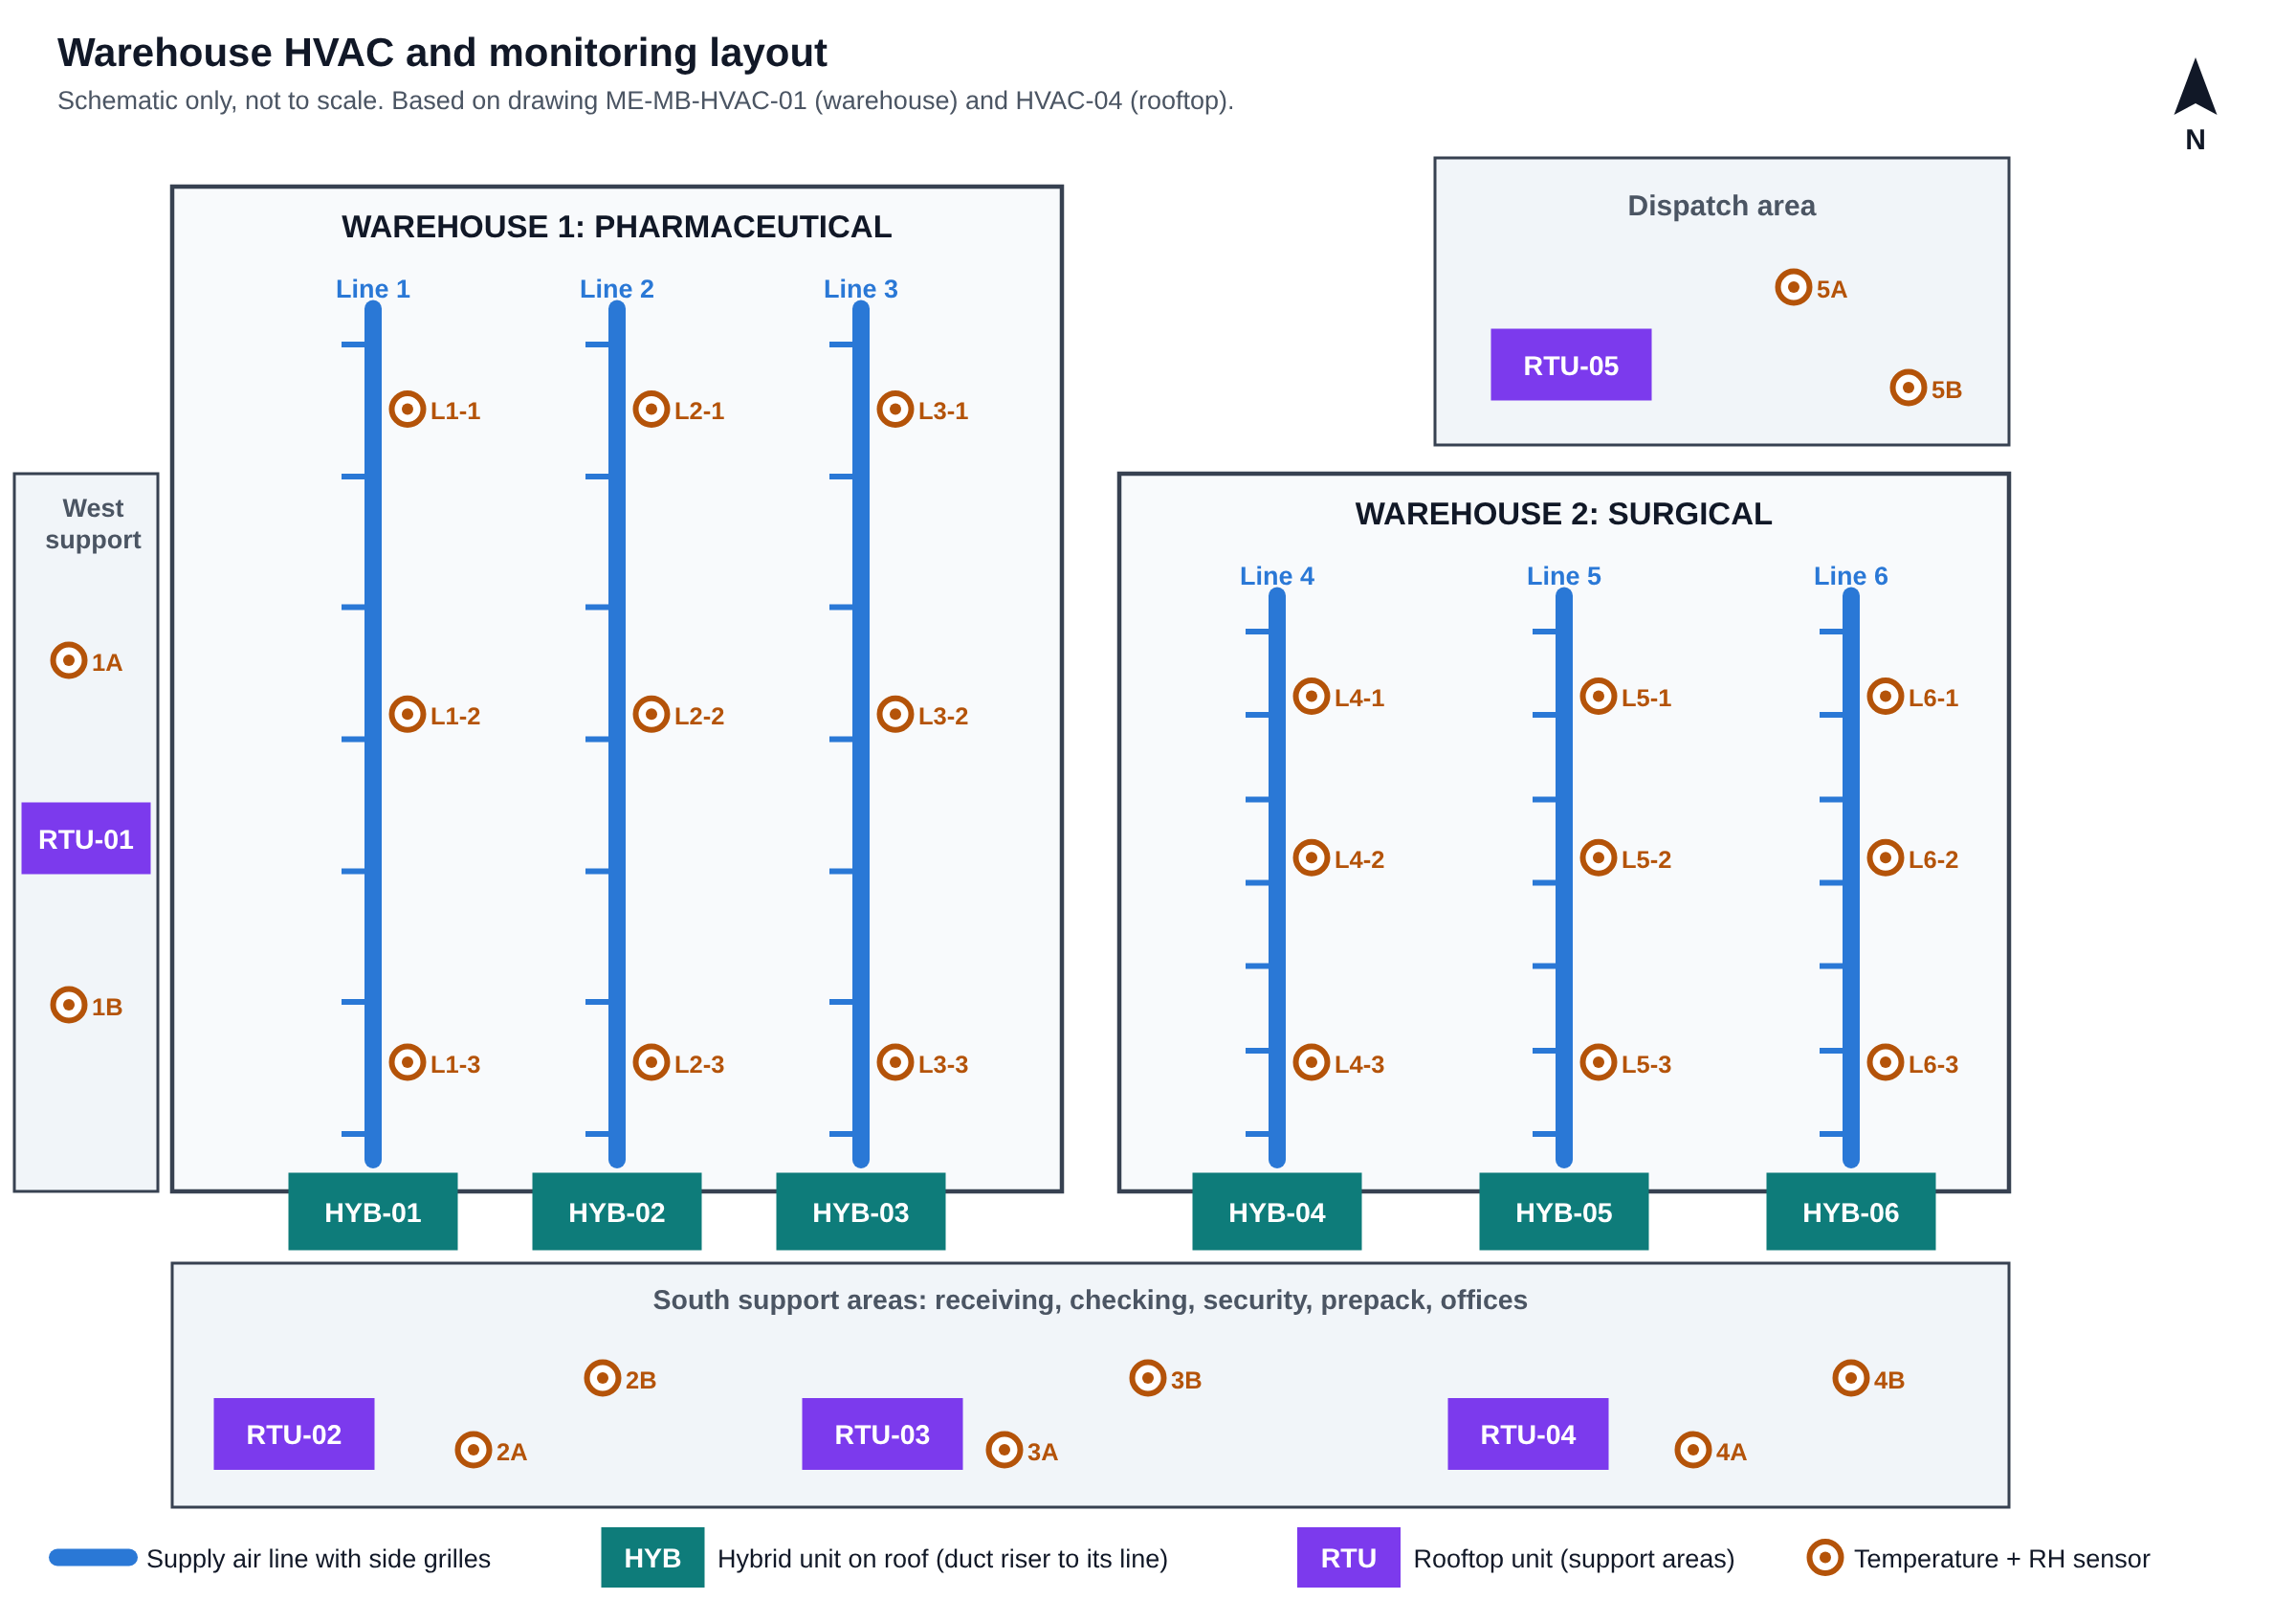 Warehouse HVAC and monitoring layout
Schematic only, not to scale. Based on drawing ME-MB-HVAC-01 (warehouse) and HVAC-04 (rooftop).
N
WAREHOUSE 1: PHARMACEUTICAL
Line 1
Line 2
Line 3
L1-1
L2-1
L3-1
L1-2
L2-2
L3-2
L1-3
L2-3
L3-3
HYB-01
HYB-02
HYB-03
West
support
1A
RTU-01
1B
Dispatch area
5A
RTU-05
5B
WAREHOUSE 2: SURGICAL
Line 4
Line 5
Line 6
L4-1
L5-1
L6-1
L4-2
L5-2
L6-2
L4-3
L5-3
L6-3
HYB-04
HYB-05
HYB-06
South support areas: receiving, checking, security, prepack, offices
2B
3B
4B
RTU-02
2A
RTU-03
3A
RTU-04
4A
Supply air line with side grilles
HYB
Hybrid unit on roof (duct riser to its line)
RTU
Rooftop unit (support areas)
Temperature + RH sensor